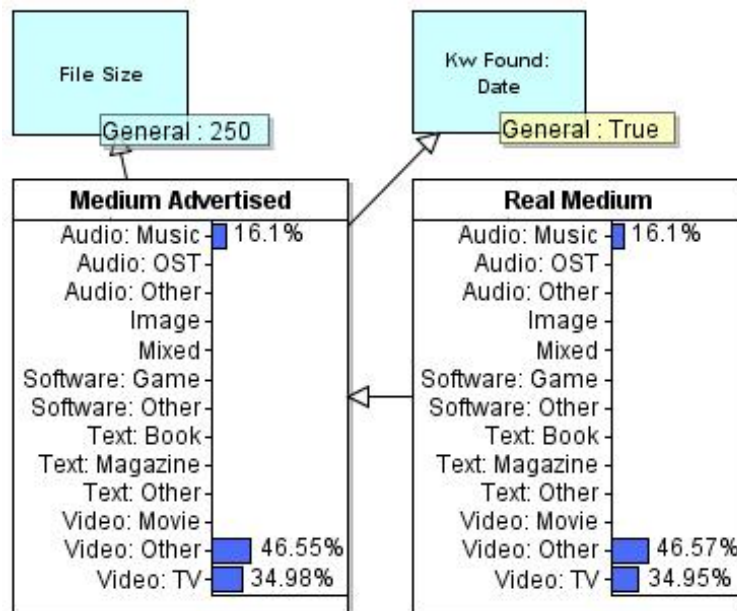 File Size
General : 250
Kw Found:
Date
General : True
Medium Advertised
Audio: Music 16.1%
Audio: OST
Audio: Other
Image
Mixed
Software: Game
Software: Other
Text: Book
Text: Magazine
Text: Other
Video: Movie
Video: Other 46.55%
Video: TV 34.98%
Real Medium
Audio: Music 16.1%
Audio: OST
Audio: Other
Image
Mixed
Software: Game
Software: Other
Text: Book
Text: Magazine
Text: Other
Video: Movie
Video: Other 46.57%
Video: TV 34.95%